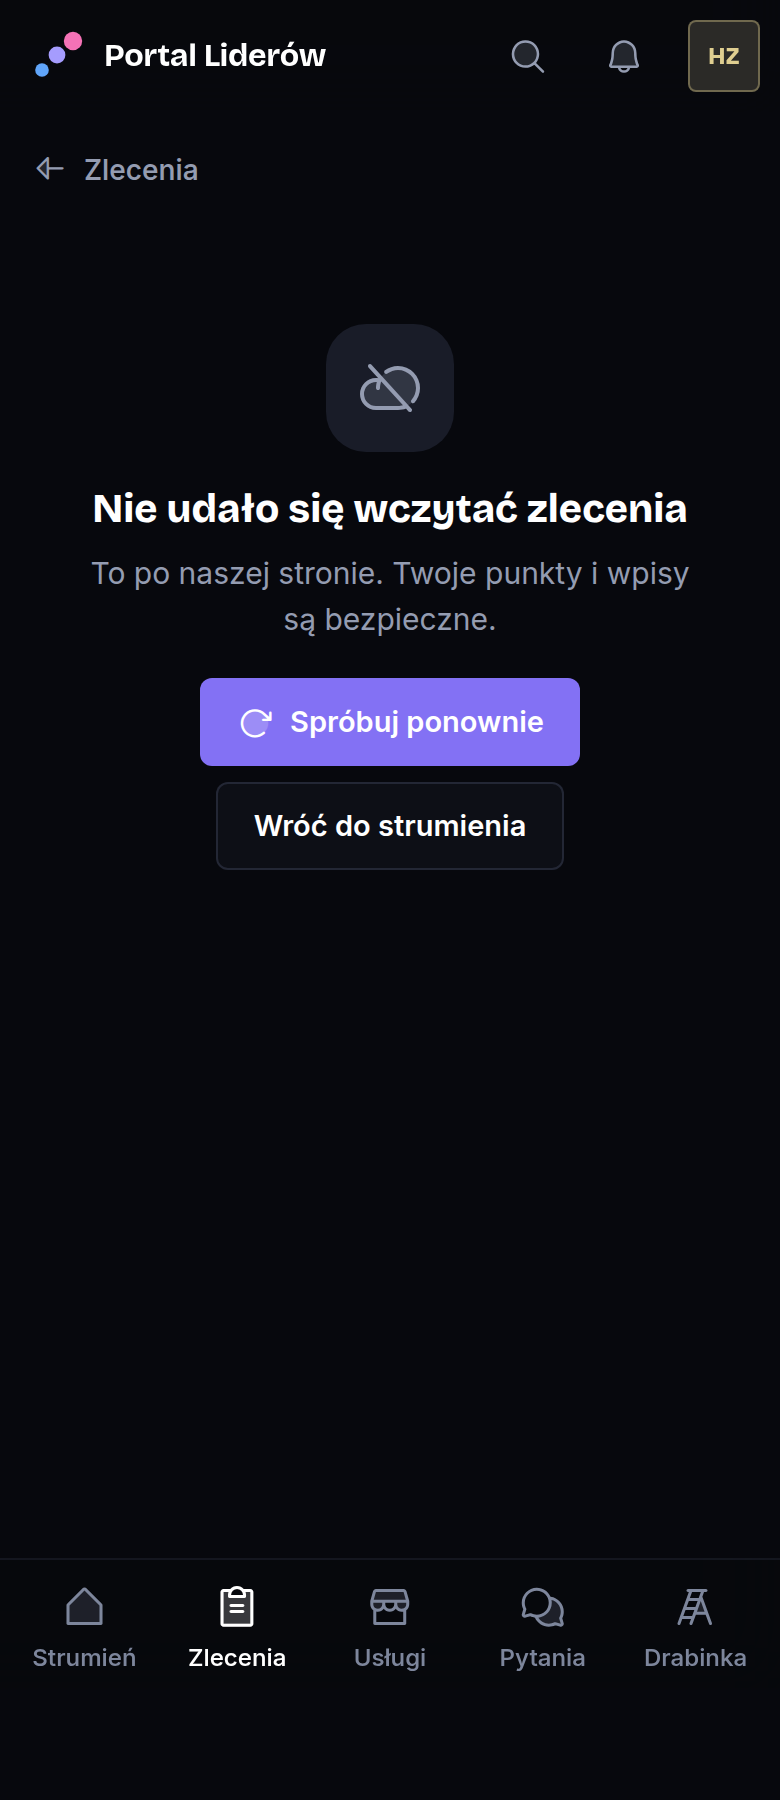 Portal Liderów
HZ
Zlecenia
Nie udało się wczytać zlecenia
To po naszej stronie. Twoje punkty i wpisy
są bezpieczne.
Spróbuj ponownie
Wróć do strumienia
Strumień
Zlecenia
Usługi
Pytania
Drabinka